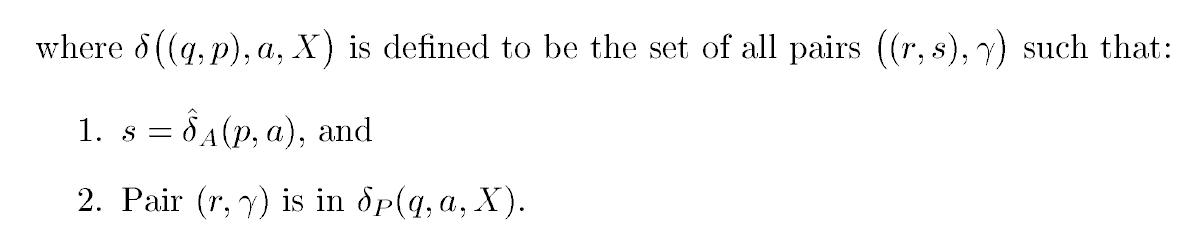 where δ((q, p), a, X) is defined to be the set of all pairs ((r, s), γ) such that:
1. s = δ̂_A(p, a), and
2. Pair (r, γ) is in δ_P(q, a, X).